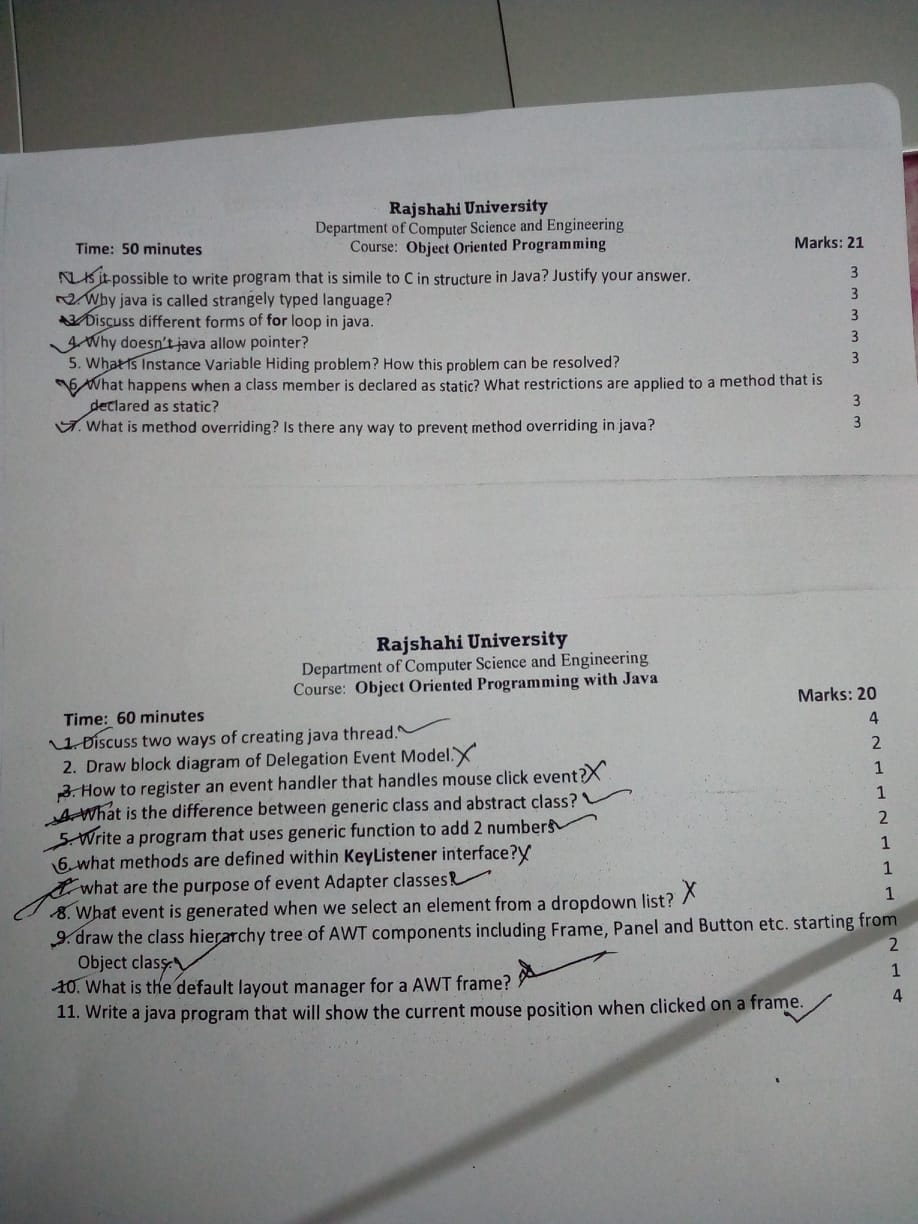 Rajshahi University
Department of Computer Science and Engineering
Time: 50 minutes Course: Object Oriented Programming Marks: 21
1. Is it possible to write program that is simile to C in structure in Java? Justify your answer. 3
2. Why java is called strangely typed language? 3
3. Discuss different forms of for loop in java. 3
4. Why doesn't java allow pointer? 3
5. What is Instance Variable Hiding problem? How this problem can be resolved? 3
6. What happens when a class member is declared as static? What restrictions are applied to a method that is
declared as static? 3
7. What is method overriding? Is there any way to prevent method overriding in java? 3
Rajshahi University
Department of Computer Science and Engineering
Course: Object Oriented Programming with Java
Time: 60 minutes Marks: 20
1. Discuss two ways of creating java thread. 4
2. Draw block diagram of Delegation Event Model. 2
3. How to register an event handler that handles mouse click event? 1
4. What is the difference between generic class and abstract class? 1
5. Write a program that uses generic function to add 2 numbers 2
6. what methods are defined within KeyListener interface? 1
7. what are the purpose of event Adapter classes? 1
8. What event is generated when we select an element from a dropdown list? 1
9. draw the class hierarchy tree of AWT components including Frame, Panel and Button etc. starting from
Object class. 2
10. What is the default layout manager for a AWT frame? 1
11. Write a java program that will show the current mouse position when clicked on a frame. 4